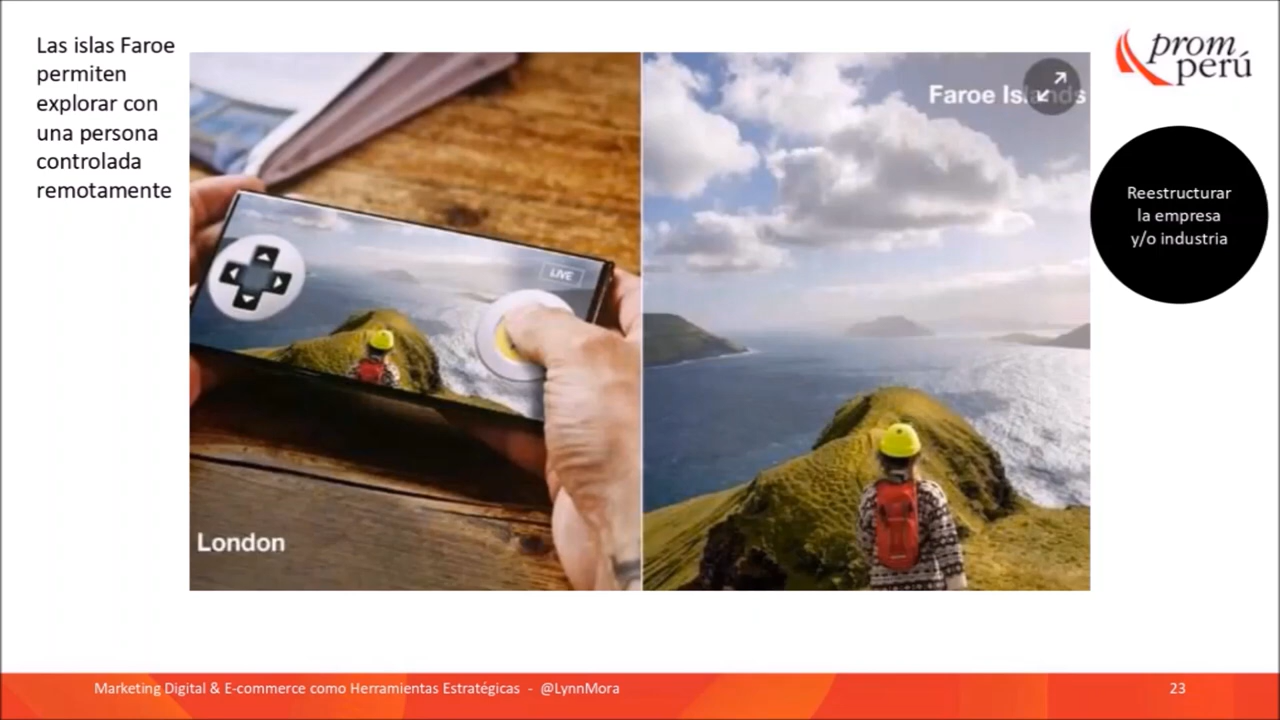 Las islas Faroe
permiten
explorar con
una persona
controlada
remotamente
Faroe Islands
prom
perú
Reestructurar
la empresa
y/o industria
LIVE
London
Marketing Digital & E-commerce como Herramientas Estratégicas - @LynnMora
23